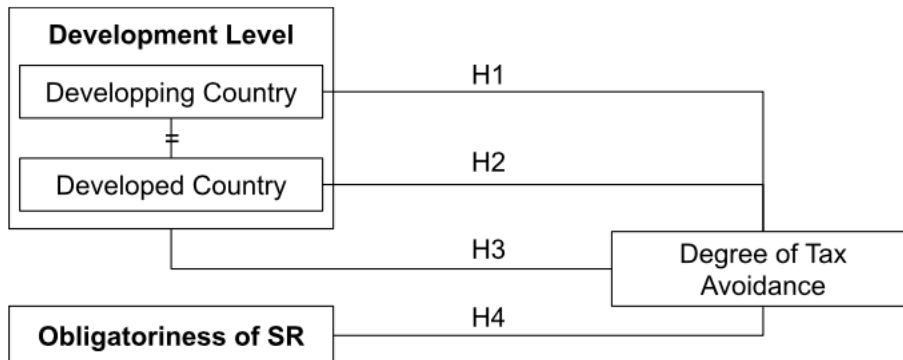 Development Level
Developping Country
H1
=
Developed Country
H2
H3
Degree of Tax
Avoidance
Obligatoriness of SR
H4